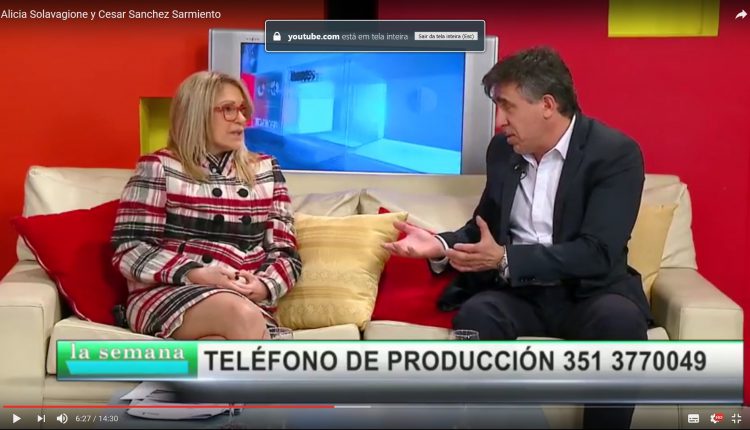 Alicia Solavagione y Cesar Sanchez Sarmiento
youtube.com está em tela inteira Sair da tela inteira (Esc)
la semana
TELÉFONO DE PRODUCCIÓN 351 3770049
6:27 / 14:30
HD